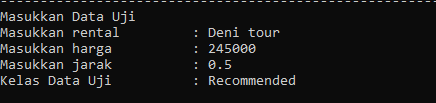 Masukkan Data Uji
Masukkan rental : Deni tour
Masukkan harga : 245000
Masukkan jarak : 0.5
Kelas Data Uji : Recommended